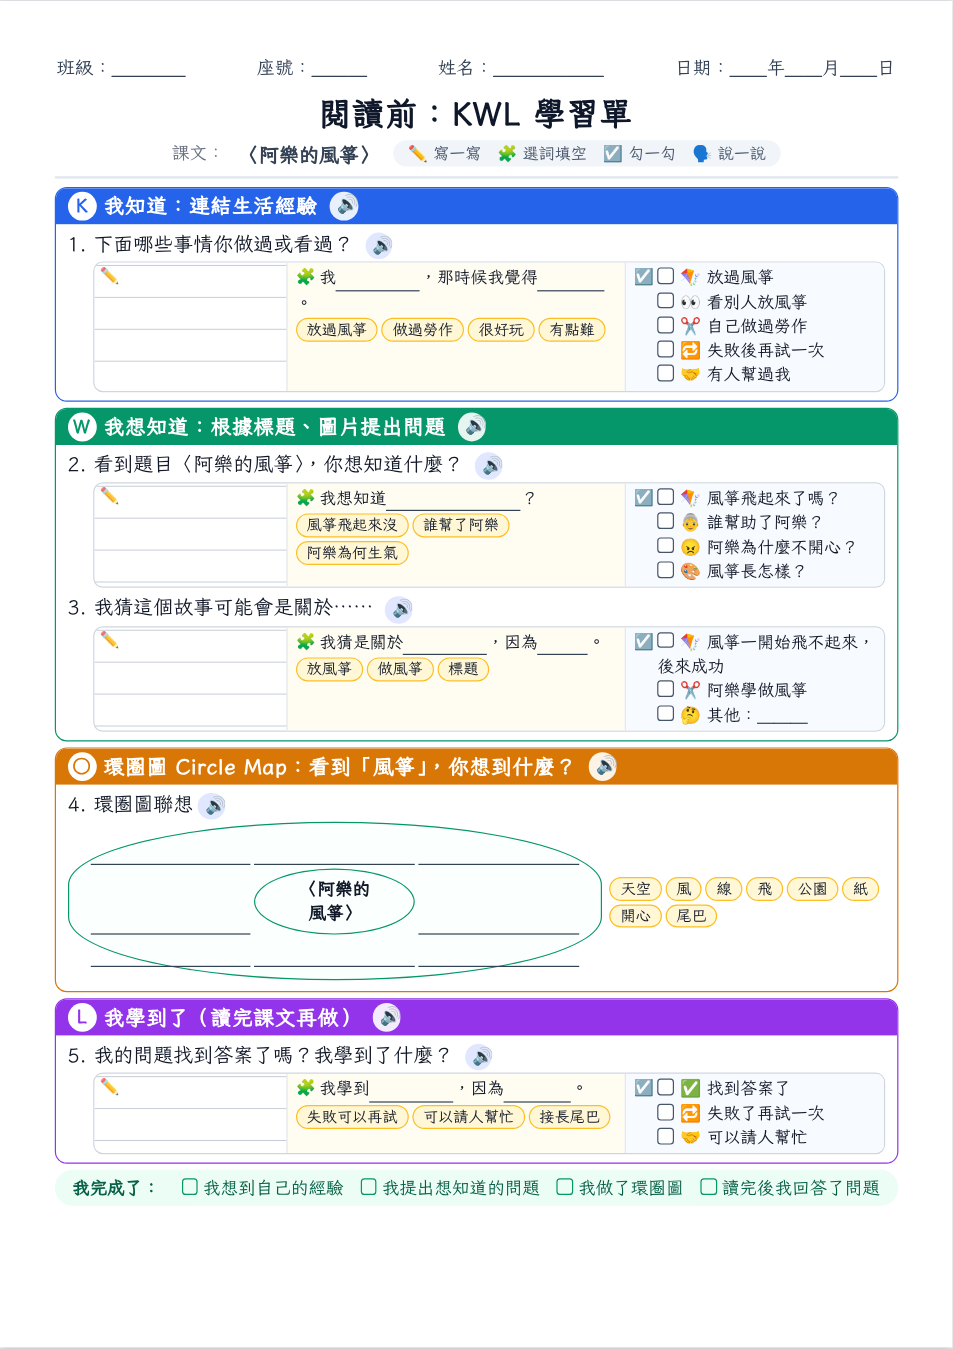 班級：________ 座號：______ 姓名：____________ 日期：____年____月____日
閱讀前：KWL 學習單
課文： 〈阿樂的風箏〉 ✏️ 寫一寫 🧩 選詞填空 ☑️ 勾一勾 🗣️ 說一說
K 我知道：連結生活經驗 🔊
1. 下面哪些事情你做過或看過？ 🔊
✏️
🧩 我__________，那時候我覺得________
。
放過風箏 做過勞作 很好玩 有點難
☑️ ☐ 🪁 放過風箏
☐ 👀 看別人放風箏
☐ ✂️ 自己做過勞作
☐ 🔁 失敗後再試一次
☐ 🤝 有人幫過我
W 我想知道：根據標題、圖片提出問題 🔊
2. 看到題目〈阿樂的風箏〉，你想知道什麼？ 🔊
✏️
🧩 我想知道________________？
風箏飛起來沒 誰幫了阿樂
阿樂為何生氣
☑️ ☐ 🪁 風箏飛起來了嗎？
☐ 👵 誰幫助了阿樂？
☐ 😠 阿樂為什麼不開心？
☐ 🎨 風箏長怎樣？
3. 我猜這個故事可能會是關於…… 🔊
✏️
🧩 我猜是關於__________，因為______。
放風箏 做風箏 標題
☑️ ☐ 🪁 風箏一開始飛不起來，
後來成功
☐ ✂️ 阿樂學做風箏
☐ 🤔 其他：______
◯ 環圈圖 Circle Map：看到「風箏」，你想到什麼？ 🔊
4. 環圈圖聯想 🔊
〈阿樂的
風箏〉
天空 風 線 飛 公園 紙
開心 尾巴
L 我學到了（讀完課文再做） 🔊
5. 我的問題找到答案了嗎？我學到了什麼？ 🔊
✏️
🧩 我學到__________，因為________。
失敗可以再試 可以請人幫忙 接長尾巴
☑️ ☐ ✅ 找到答案了
☐ 🔁 失敗了再試一次
☐ 🤝 可以請人幫忙
我完成了： ☐ 我想到自己的經驗 ☐ 我提出想知道的問題 ☐ 我做了環圈圖 ☐ 讀完後我回答了問題